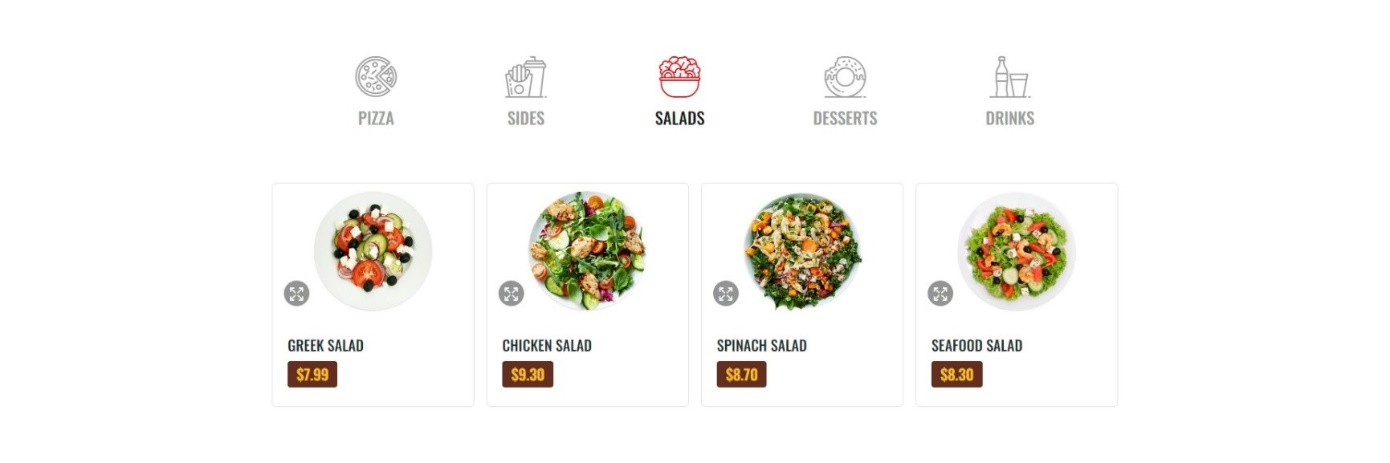 PIZZA
SIDES
SALADS
DESSERTS
DRINKS
GREEK SALAD
$7.99
CHICKEN SALAD
$9.30
SPINACH SALAD
$8.70
SEAFOOD SALAD
$8.30